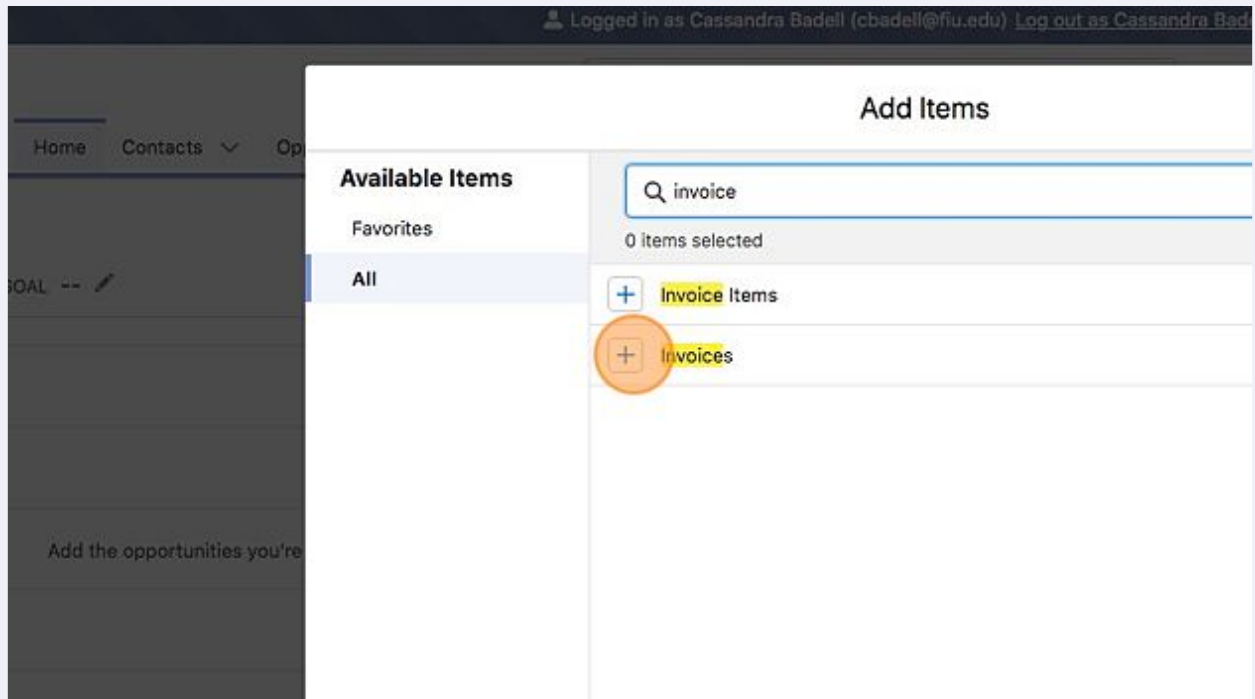 Logged in as Cassandra Badell (cbadell@fiu.edu) Log out as Cassandra
Add Items
Home Contacts
Available Items
invoice
Favorites
0 items selected
All
-- 
Invoice Items
Invoices
Add the opportunities you're